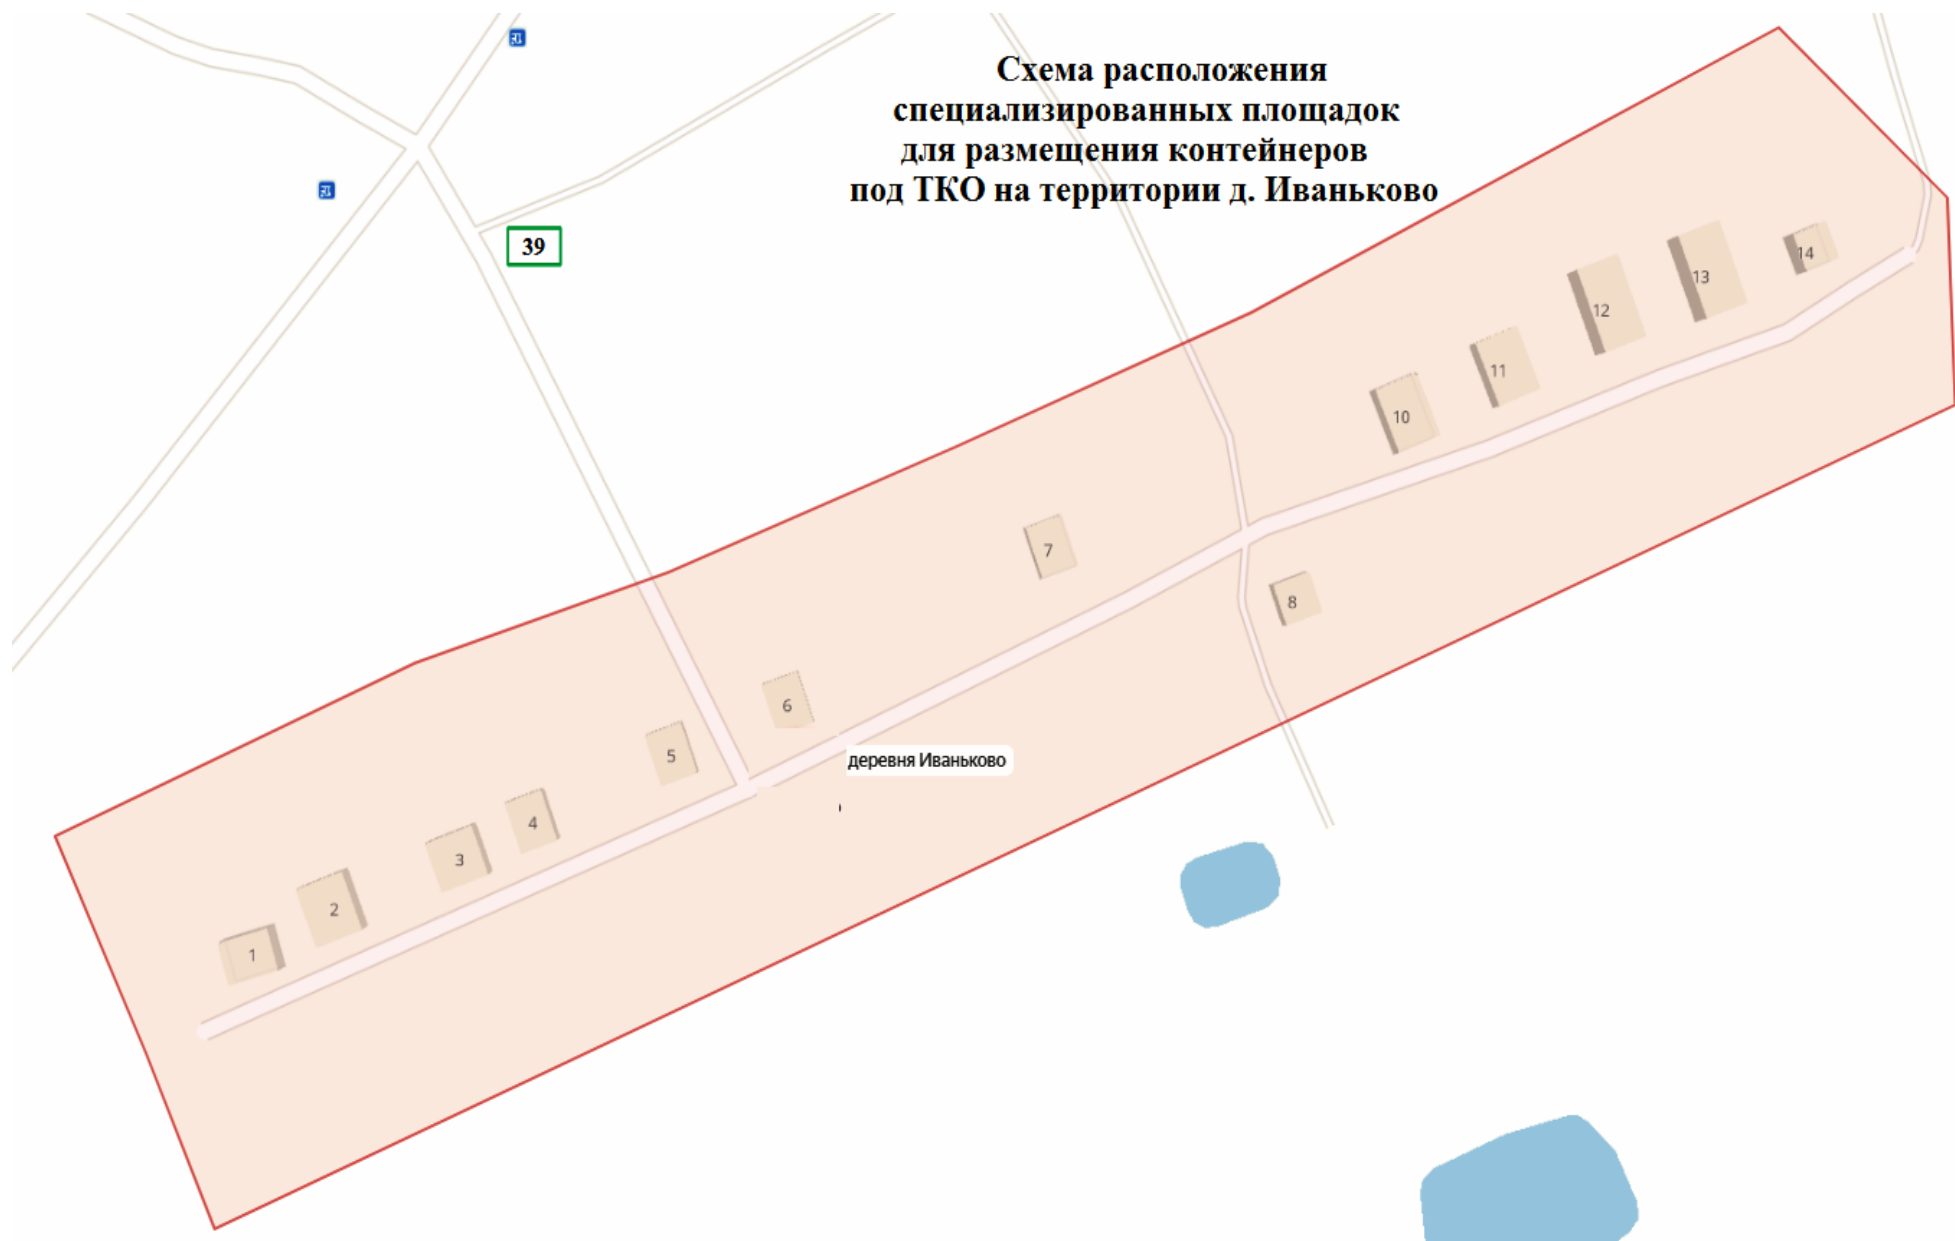 Схема расположения
специализированных площадок
для размещения контейнеров
под ТКО на территории д. Иваньково
39
14
13
12
11
10
7
8
6
5
деревня Иваньково
4
3
2
1